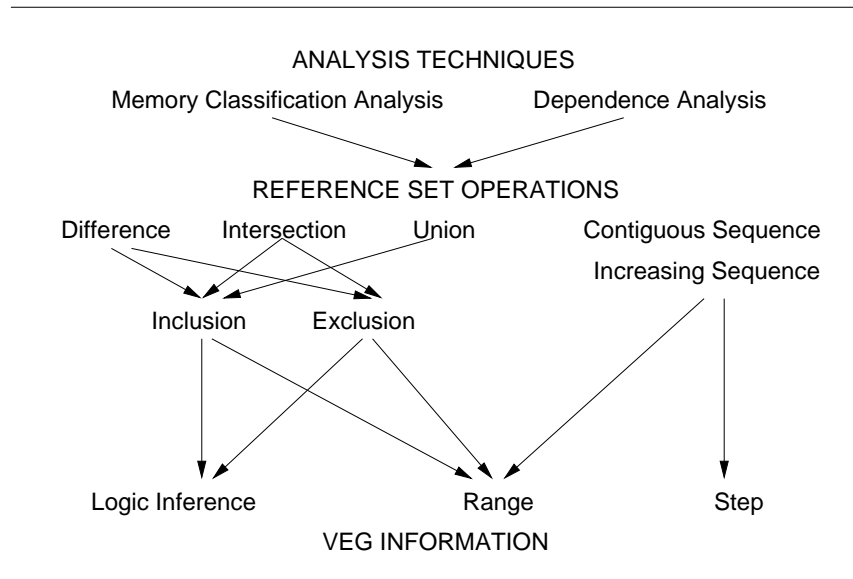 ANALYSIS TECHNIQUES
Memory Classification Analysis Dependence Analysis
REFERENCE SET OPERATIONS
Difference Intersection Union Contiguous Sequence
Increasing Sequence
Inclusion Exclusion
Logic Inference Range Step
VEG INFORMATION